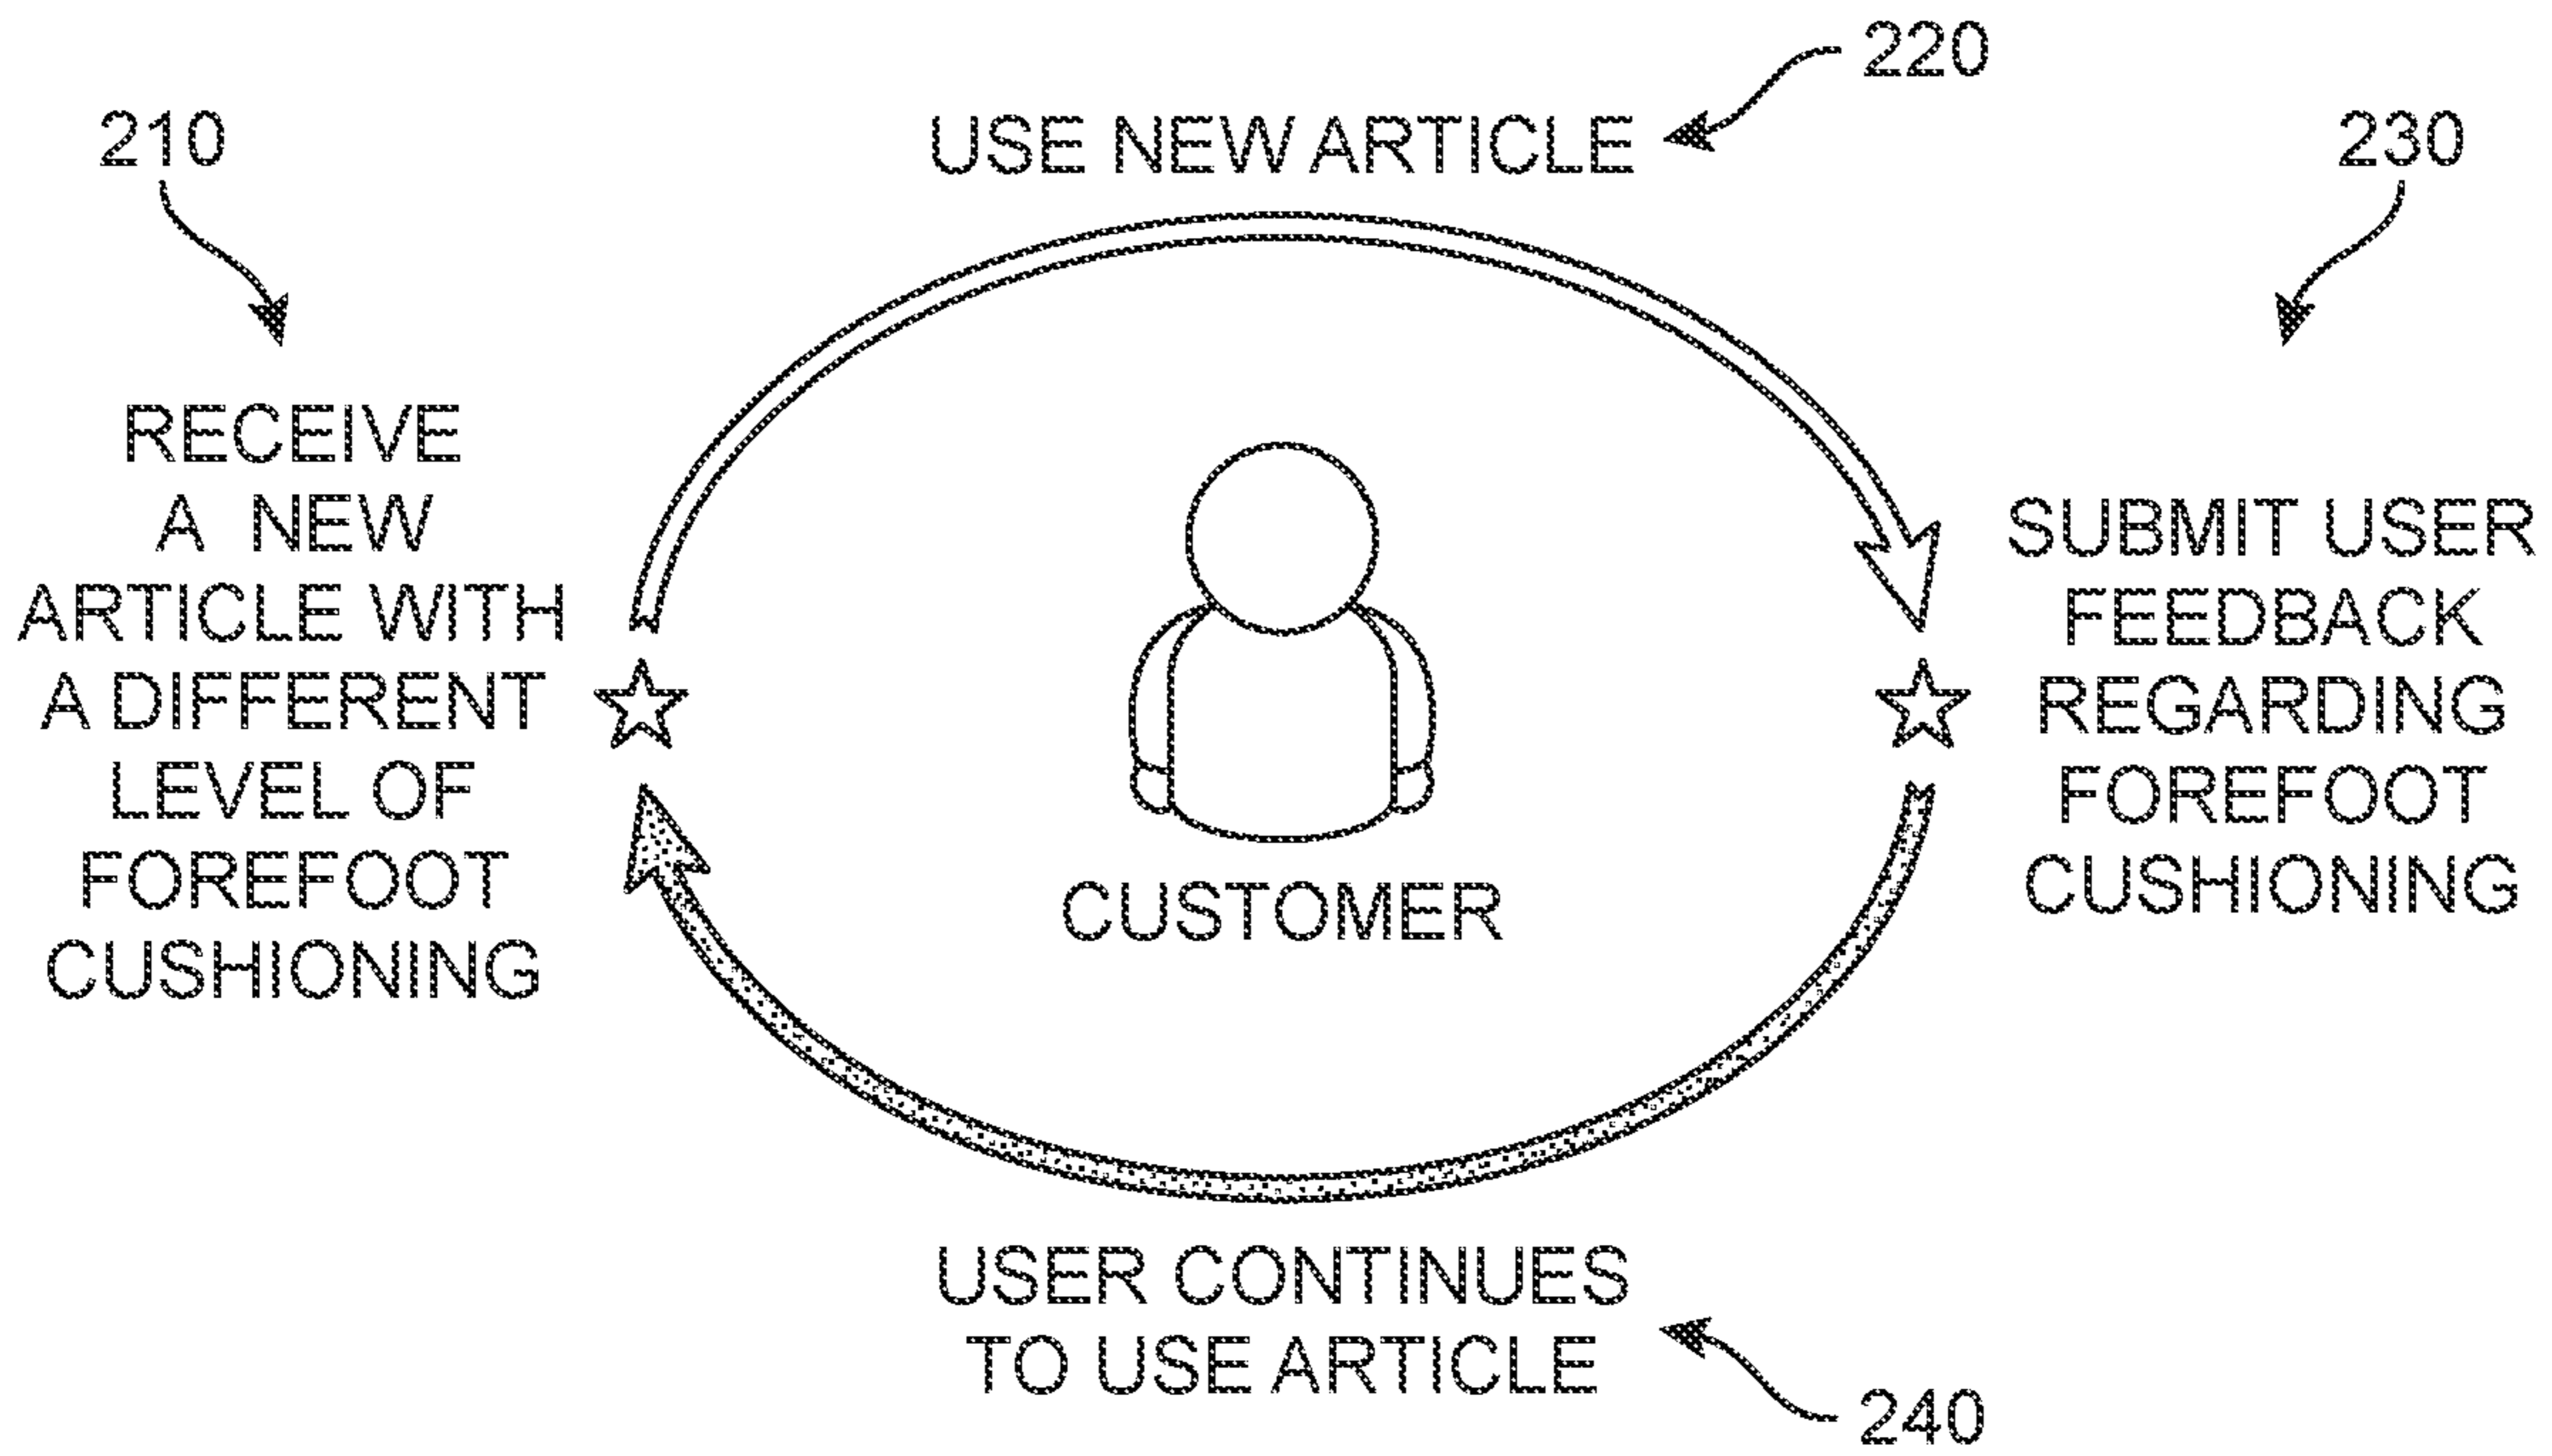 220
USE NEW ARTICLE
210
230
RECEIVE
A NEW
ARTICLE WITH
A DIFFERENT
LEVEL OF
FOREFOOT
CUSHIONING
SUBMIT USER
FEEDBACK
REGARDING
FOREFOOT
CUSHIONING
CUSTOMER
USER CONTINUES
TO USE ARTICLE
240